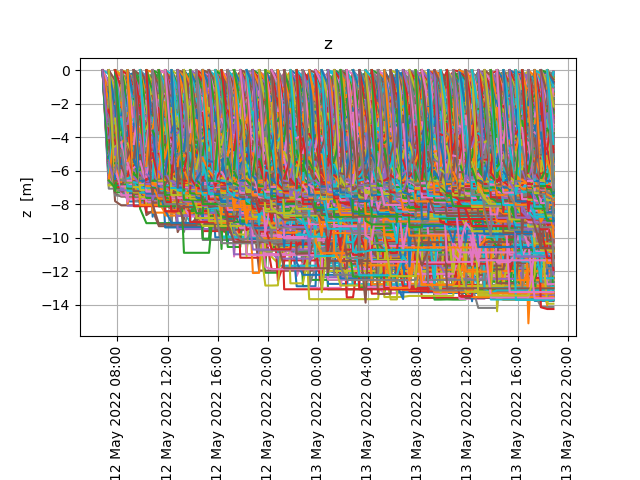 z
0
−2
−4
−6
−8
−10
−12
−14
z [m]
12 May 2022 08:00
12 May 2022 12:00
12 May 2022 16:00
12 May 2022 20:00
13 May 2022 00:00
13 May 2022 04:00
13 May 2022 08:00
13 May 2022 12:00
13 May 2022 16:00
13 May 2022 20:00